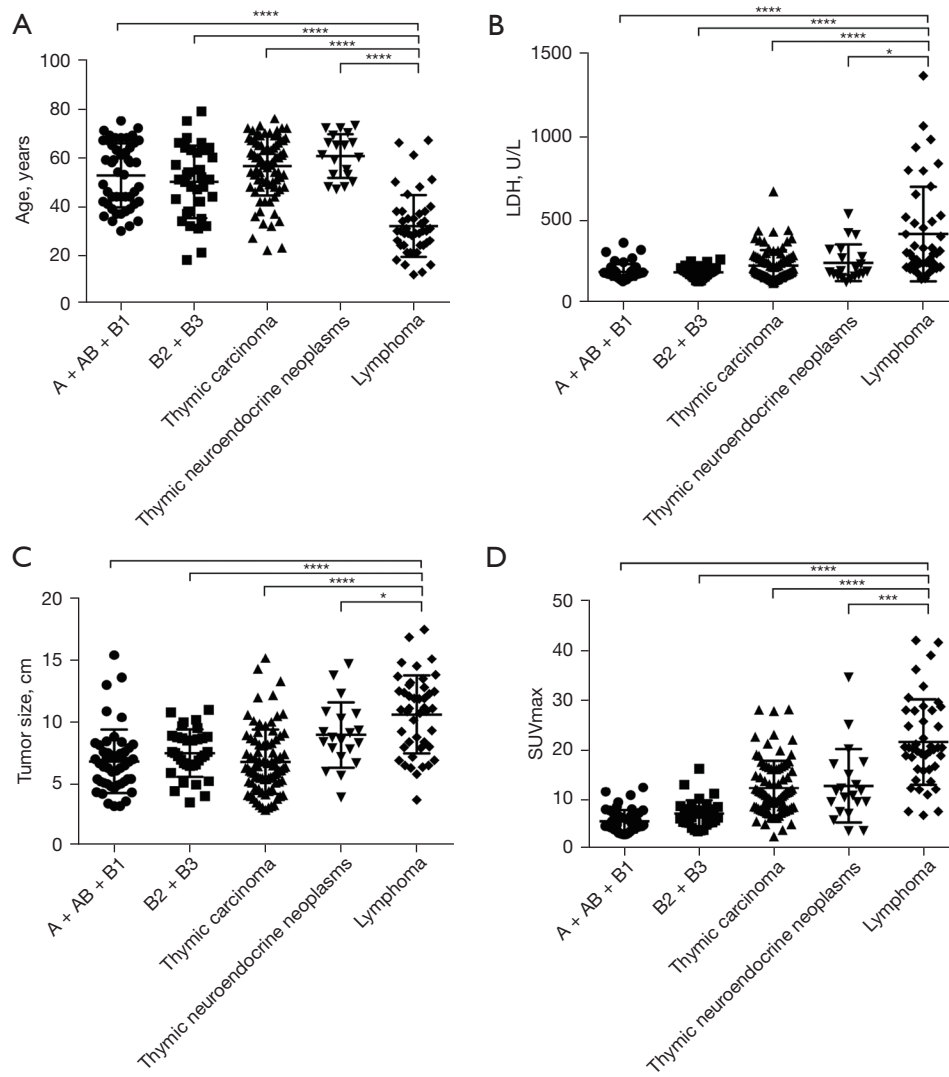 A
****
****
****
****
100
80
60
40
20
0
Age, years
A + AB + B1
B2 + B3
Thymic carcinoma
Thymic neuroendocrine neoplasms
Lymphoma
B
****
****
****
*
1500
1000
500
0
LDH, U/L
A + AB + B1
B2 + B3
Thymic carcinoma
Thymic neuroendocrine neoplasms
Lymphoma
C
****
****
*
20
15
10
5
0
Tumor size, cm
A + AB + B1
B2 + B3
Thymic carcinoma
Thymic neuroendocrine neoplasms
Lymphoma
D
****
****
***
50
40
30
20
10
0
SUVmax
A + AB + B1
B2 + B3
Thymic carcinoma
Thymic neuroendocrine neoplasms
Lymphoma